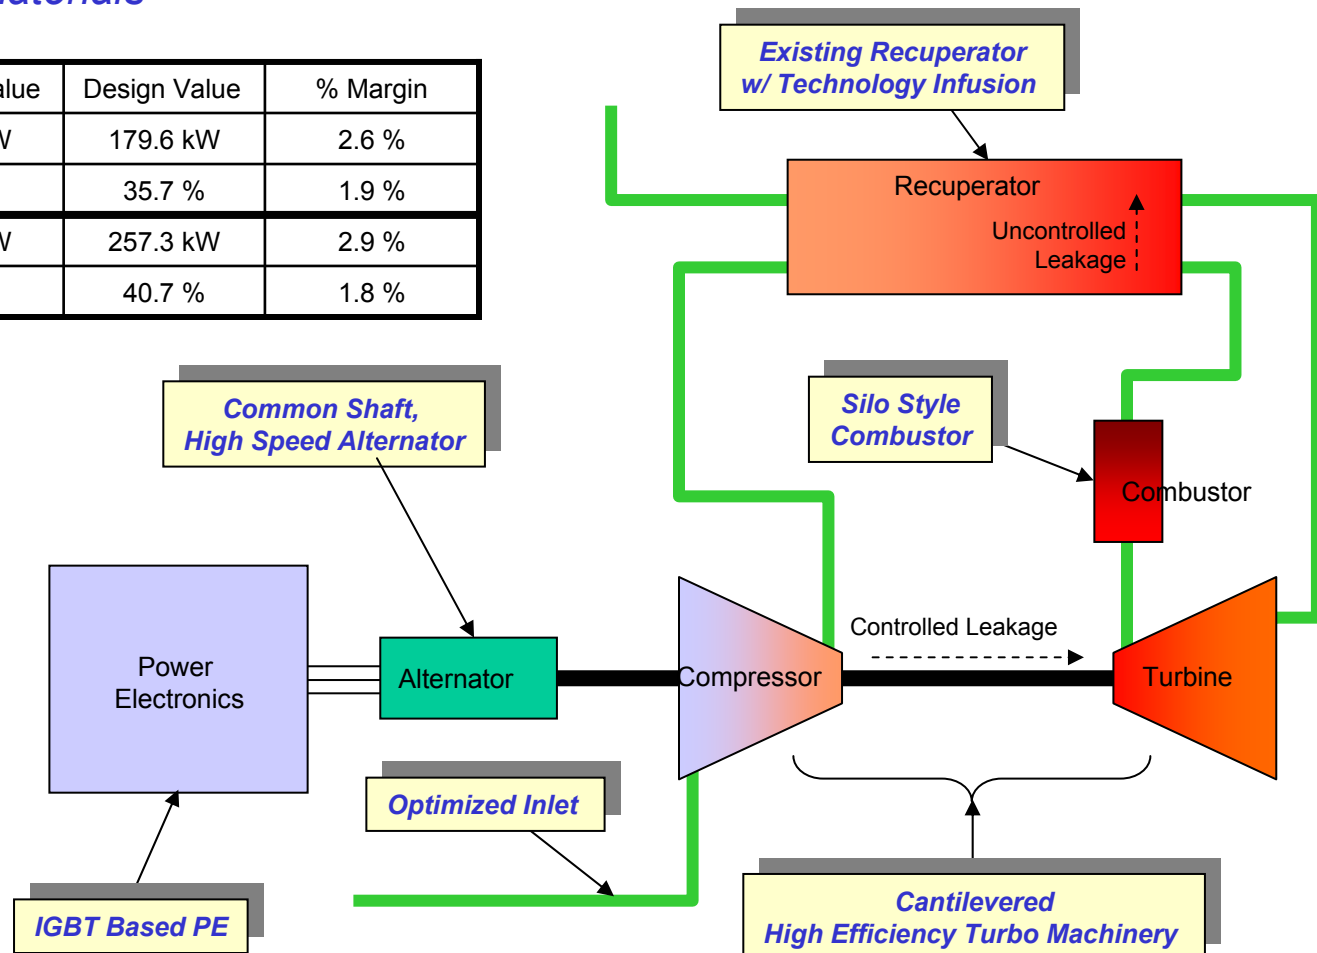 Existing Recuperator
w/ Technology Infusion
Design Value % Margin
179.6 kW 2.6 %
35.7 % 1.9 %
257.3 kW 2.9 %
40.7 % 1.8 %
Recuperator
Uncontrolled
Leakage
Common Shaft,
High Speed Alternator
Silo Style
Combustor
Combustor
Controlled Leakage
Power
Electronics
Alternator
Compressor
Turbine
Optimized Inlet
IGBT Based PE
Cantilevered
High Efficiency Turbo Machinery